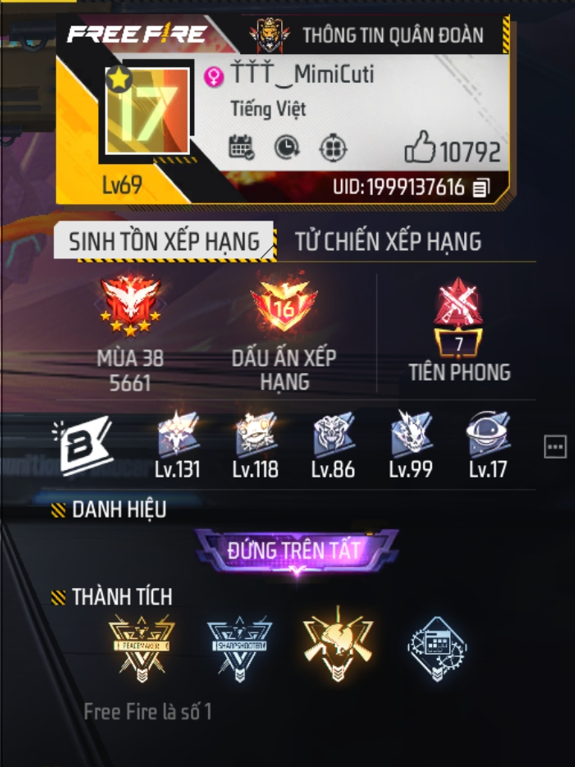 FREE FIRE
THÔNG TIN QUÂN ĐOÀN
17
ŤŤŤ‿MimiCuti
Tiếng Việt
10792
Lv69
UID:1999137616
SINH TỒN XẾP HẠNG
TỬ CHIẾN XẾP HẠNG
16
7
MÙA 38
5661
DẤU ẤN XẾP
HẠNG
TIÊN PHONG
B
Lv.131
Lv.118
Lv.86
Lv.99
Lv.17
DANH HIỆU
ĐỨNG TRÊN TẤT
THÀNH TÍCH
PEACEMAKER
SHARPSHOOTER
Free Fire là số 1